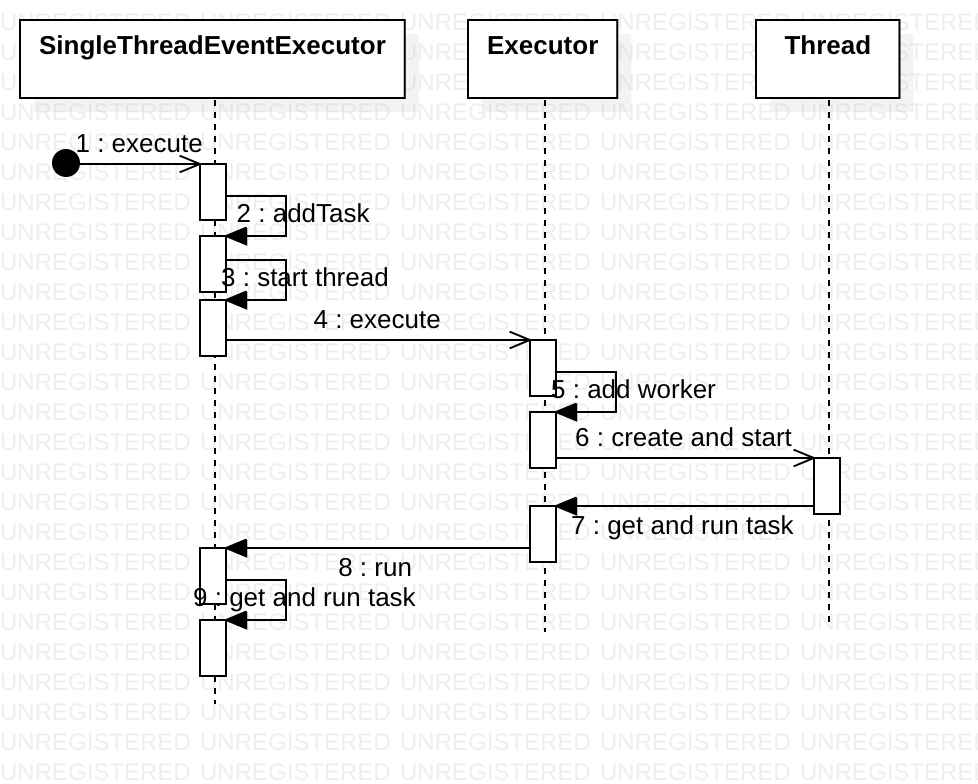 SingleThreadEventExecutor
Executor
Thread
1 : execute
2 : addTask
3 : start thread
4 : execute
5 : add worker
6 : create and start
7 : get and run task
8 : run
9 : get and run task
UNREGISTERED UNREGISTERED UNREGISTERED UNREGISTERED UNREGISTERED